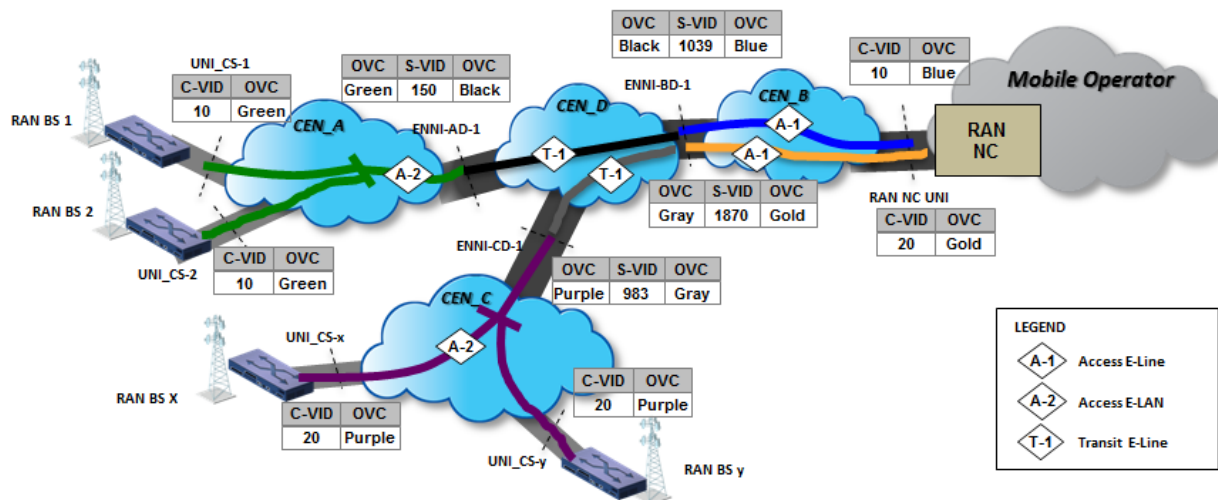 OVC S-VID OVC
Black 1039 Blue
C-VID OVC
10 Blue
Mobile Operator
UNI_CS-1
C-VID OVC
10 Green
OVC S-VID OVC
Green 150 Black
ENNI-BD-1
CEN_B
CEN_D
RAN BS 1
CEN_A
ENNI-AD-1
A-1
RAN
NC
A-1
T-1
T-1
A-2
RAN BS 2
OVC S-VID OVC
Gray 1870 Gold
RAN NC UNI
C-VID OVC
20 Gold
UNI_CS-2
C-VID OVC
10 Green
ENNI-CD-1
OVC S-VID OVC
Purple 983 Gray
CEN_C
UNI_CS-x
A-2
RAN BS X
C-VID OVC
20 Purple
C-VID OVC
20 Purple
UNI_CS-y
RAN BS y
LEGEND
A-1 Access E-Line
A-2 Access E-LAN
T-1 Transit E-Line